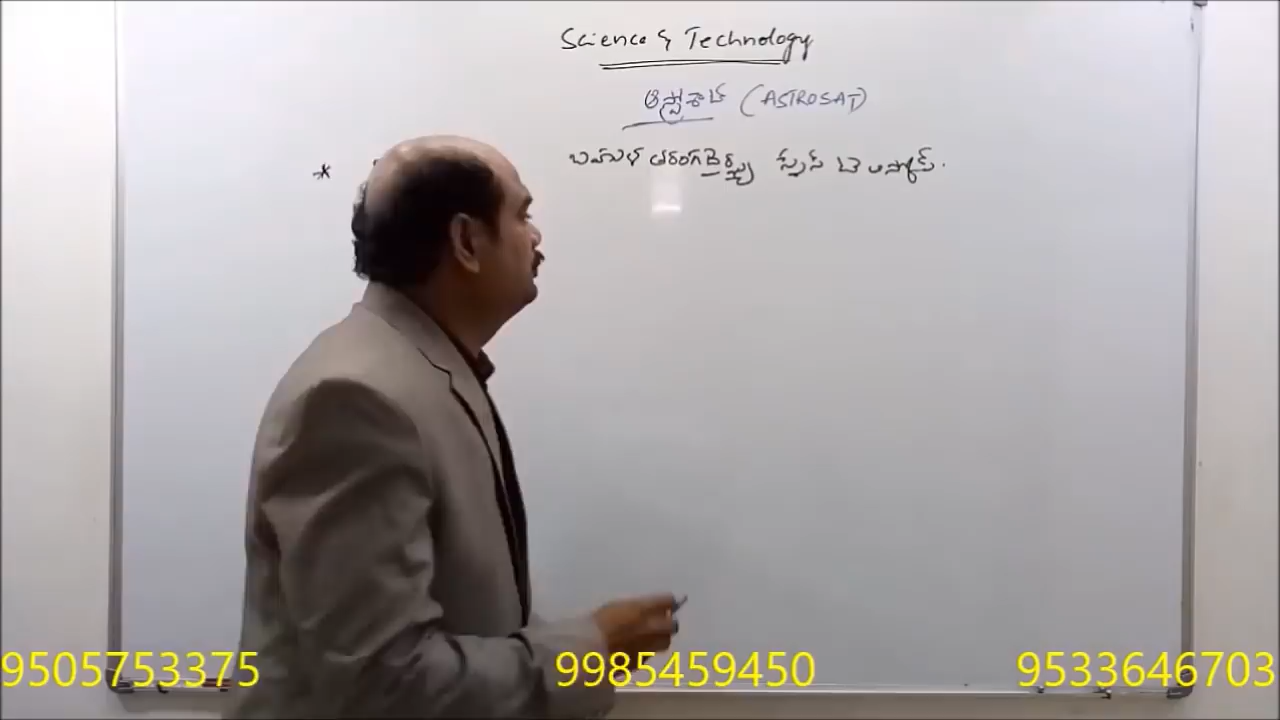 Science & Technology
ఆస్ట్రోశాట్ (ASTROSAT)
* బహుళ తరంగదైర్ఘ్య స్పేస్ టెలిస్కోప్.
9505753375 9985459450 9533646703